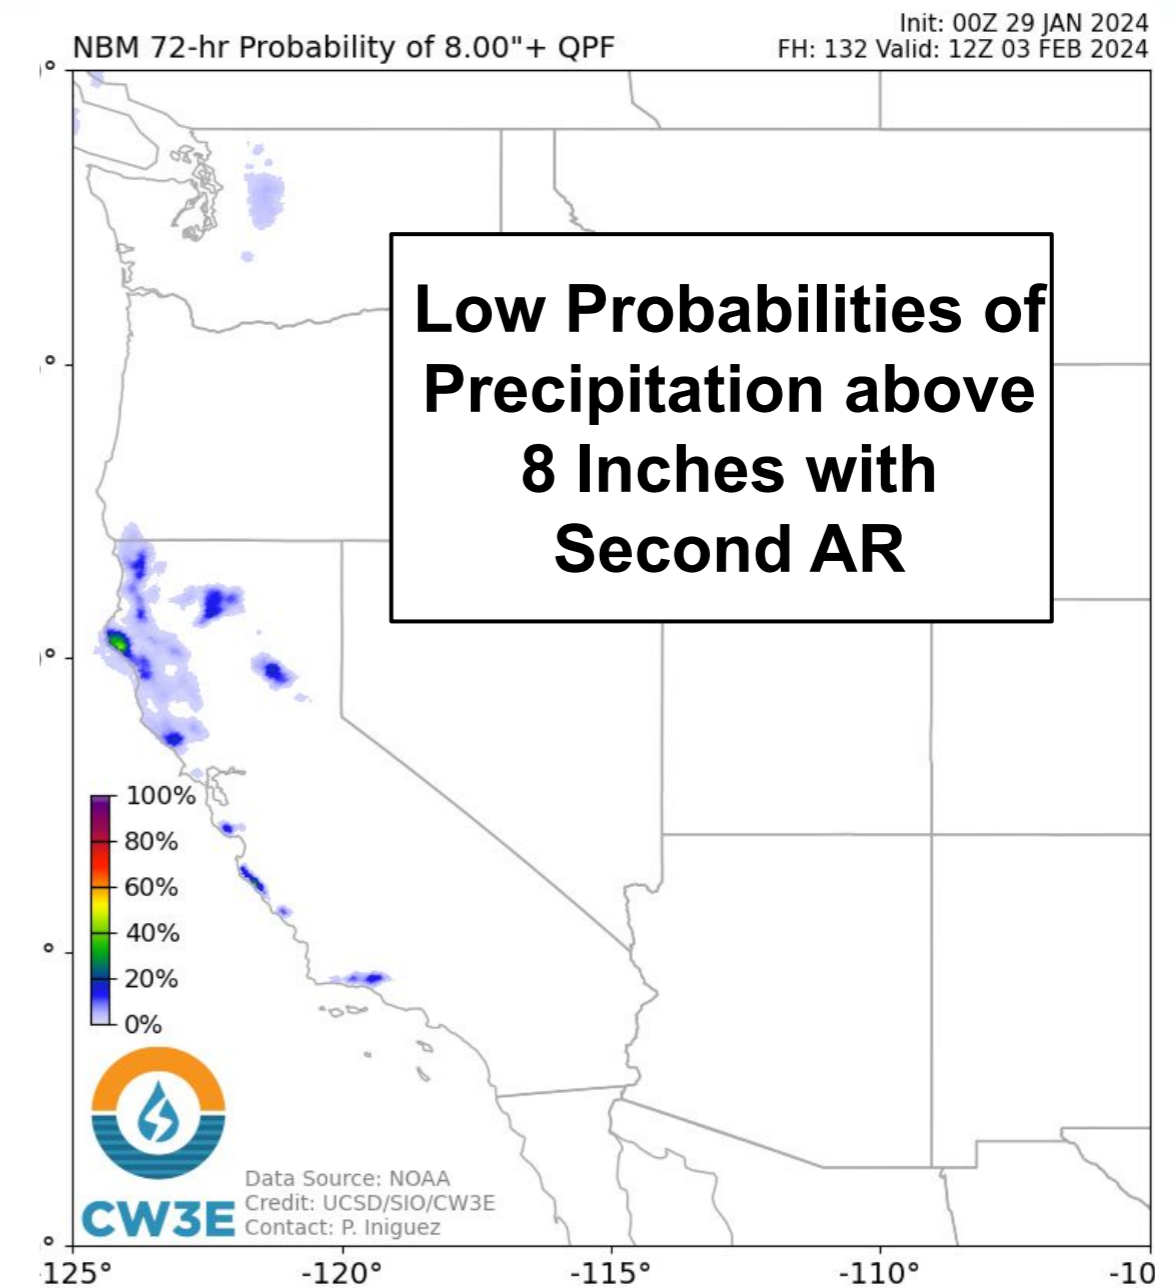 Init: 00Z 29 JAN 2024
NBM 72-hr Probability of 8.00"+ QPF
FH: 132 Valid: 12Z 03 FEB 2024
Low Probabilities of
Precipitation above
8 Inches with
Second AR
100%
80%
60%
40%
20%
0%
CW3E
Data Source: NOAA
Credit: UCSD/SIO/CW3E
Contact: P. Iniguez
-120°
-115°
-110°